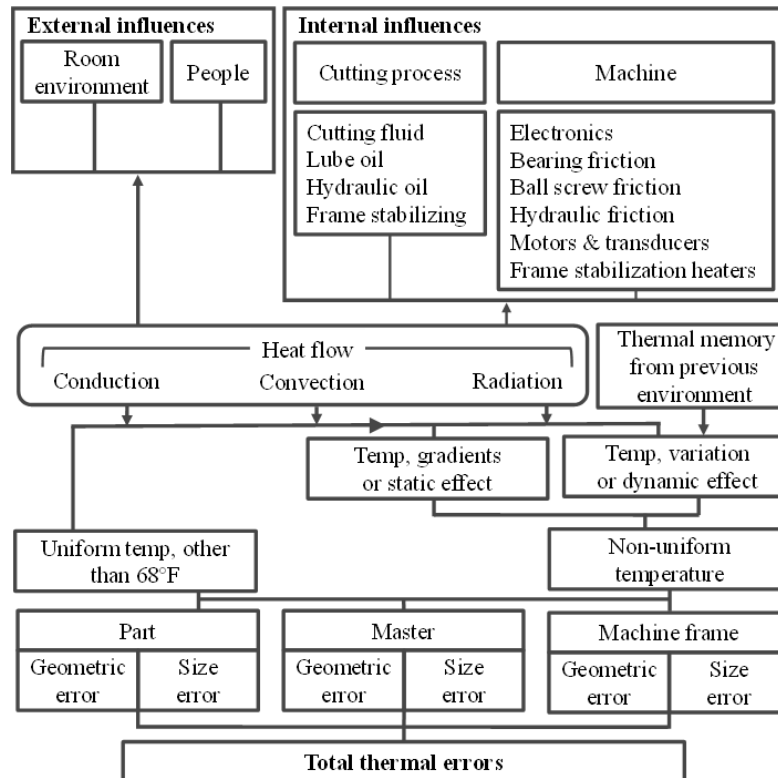 External influences
Room
environment
People
Internal influences
Cutting process
Machine
Cutting fluid
Lube oil
Hydraulic oil
Frame stabilizing
Electronics
Bearing friction
Ball screw friction
Hydraulic friction
Motors & transducers
Frame stabilization heaters
Heat flow
Conduction
Convection
Radiation
Thermal memory
from previous
environment
Temp, gradients
or static effect
Temp, variation
or dynamic effect
Uniform temp, other
than 68°F
Non-uniform
temperature
Part
Geometric
error
Size
error
Master
Geometric
error
Size
error
Machine frame
Geometric
error
Size
error
Total thermal errors